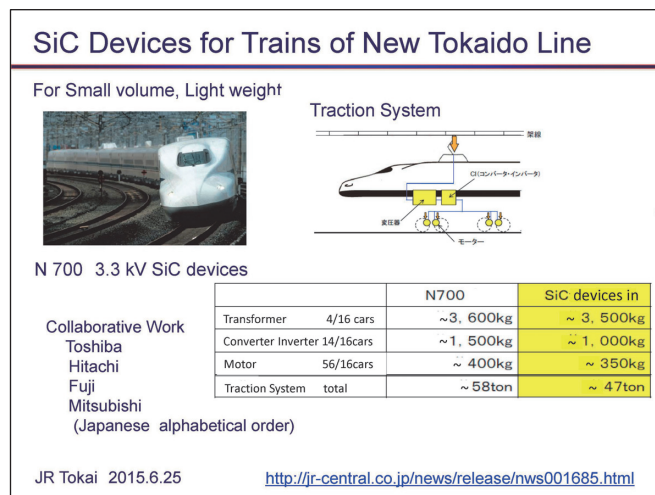 SiC Devices for Trains of New Tokaido Line
For Small volume, Light weight
Traction System
架線
CI(コンバータ・インバータ)
変圧器
モーター
N 700 3.3 kV SiC devices
N700 SiC devices in
Transformer 4/16 cars ~3, 600kg ~ 3, 500kg
Converter Inverter 14/16cars ~1, 500kg ~ 1, 000kg
Motor 56/16cars ~ 400kg ~ 350kg
Traction System total ~58ton ~ 47ton
Collaborative Work
Toshiba
Hitachi
Fuji
Mitsubishi
(Japanese alphabetical order)
JR Tokai 2015.6.25 http://jr-central.co.jp/news/release/nws001685.html